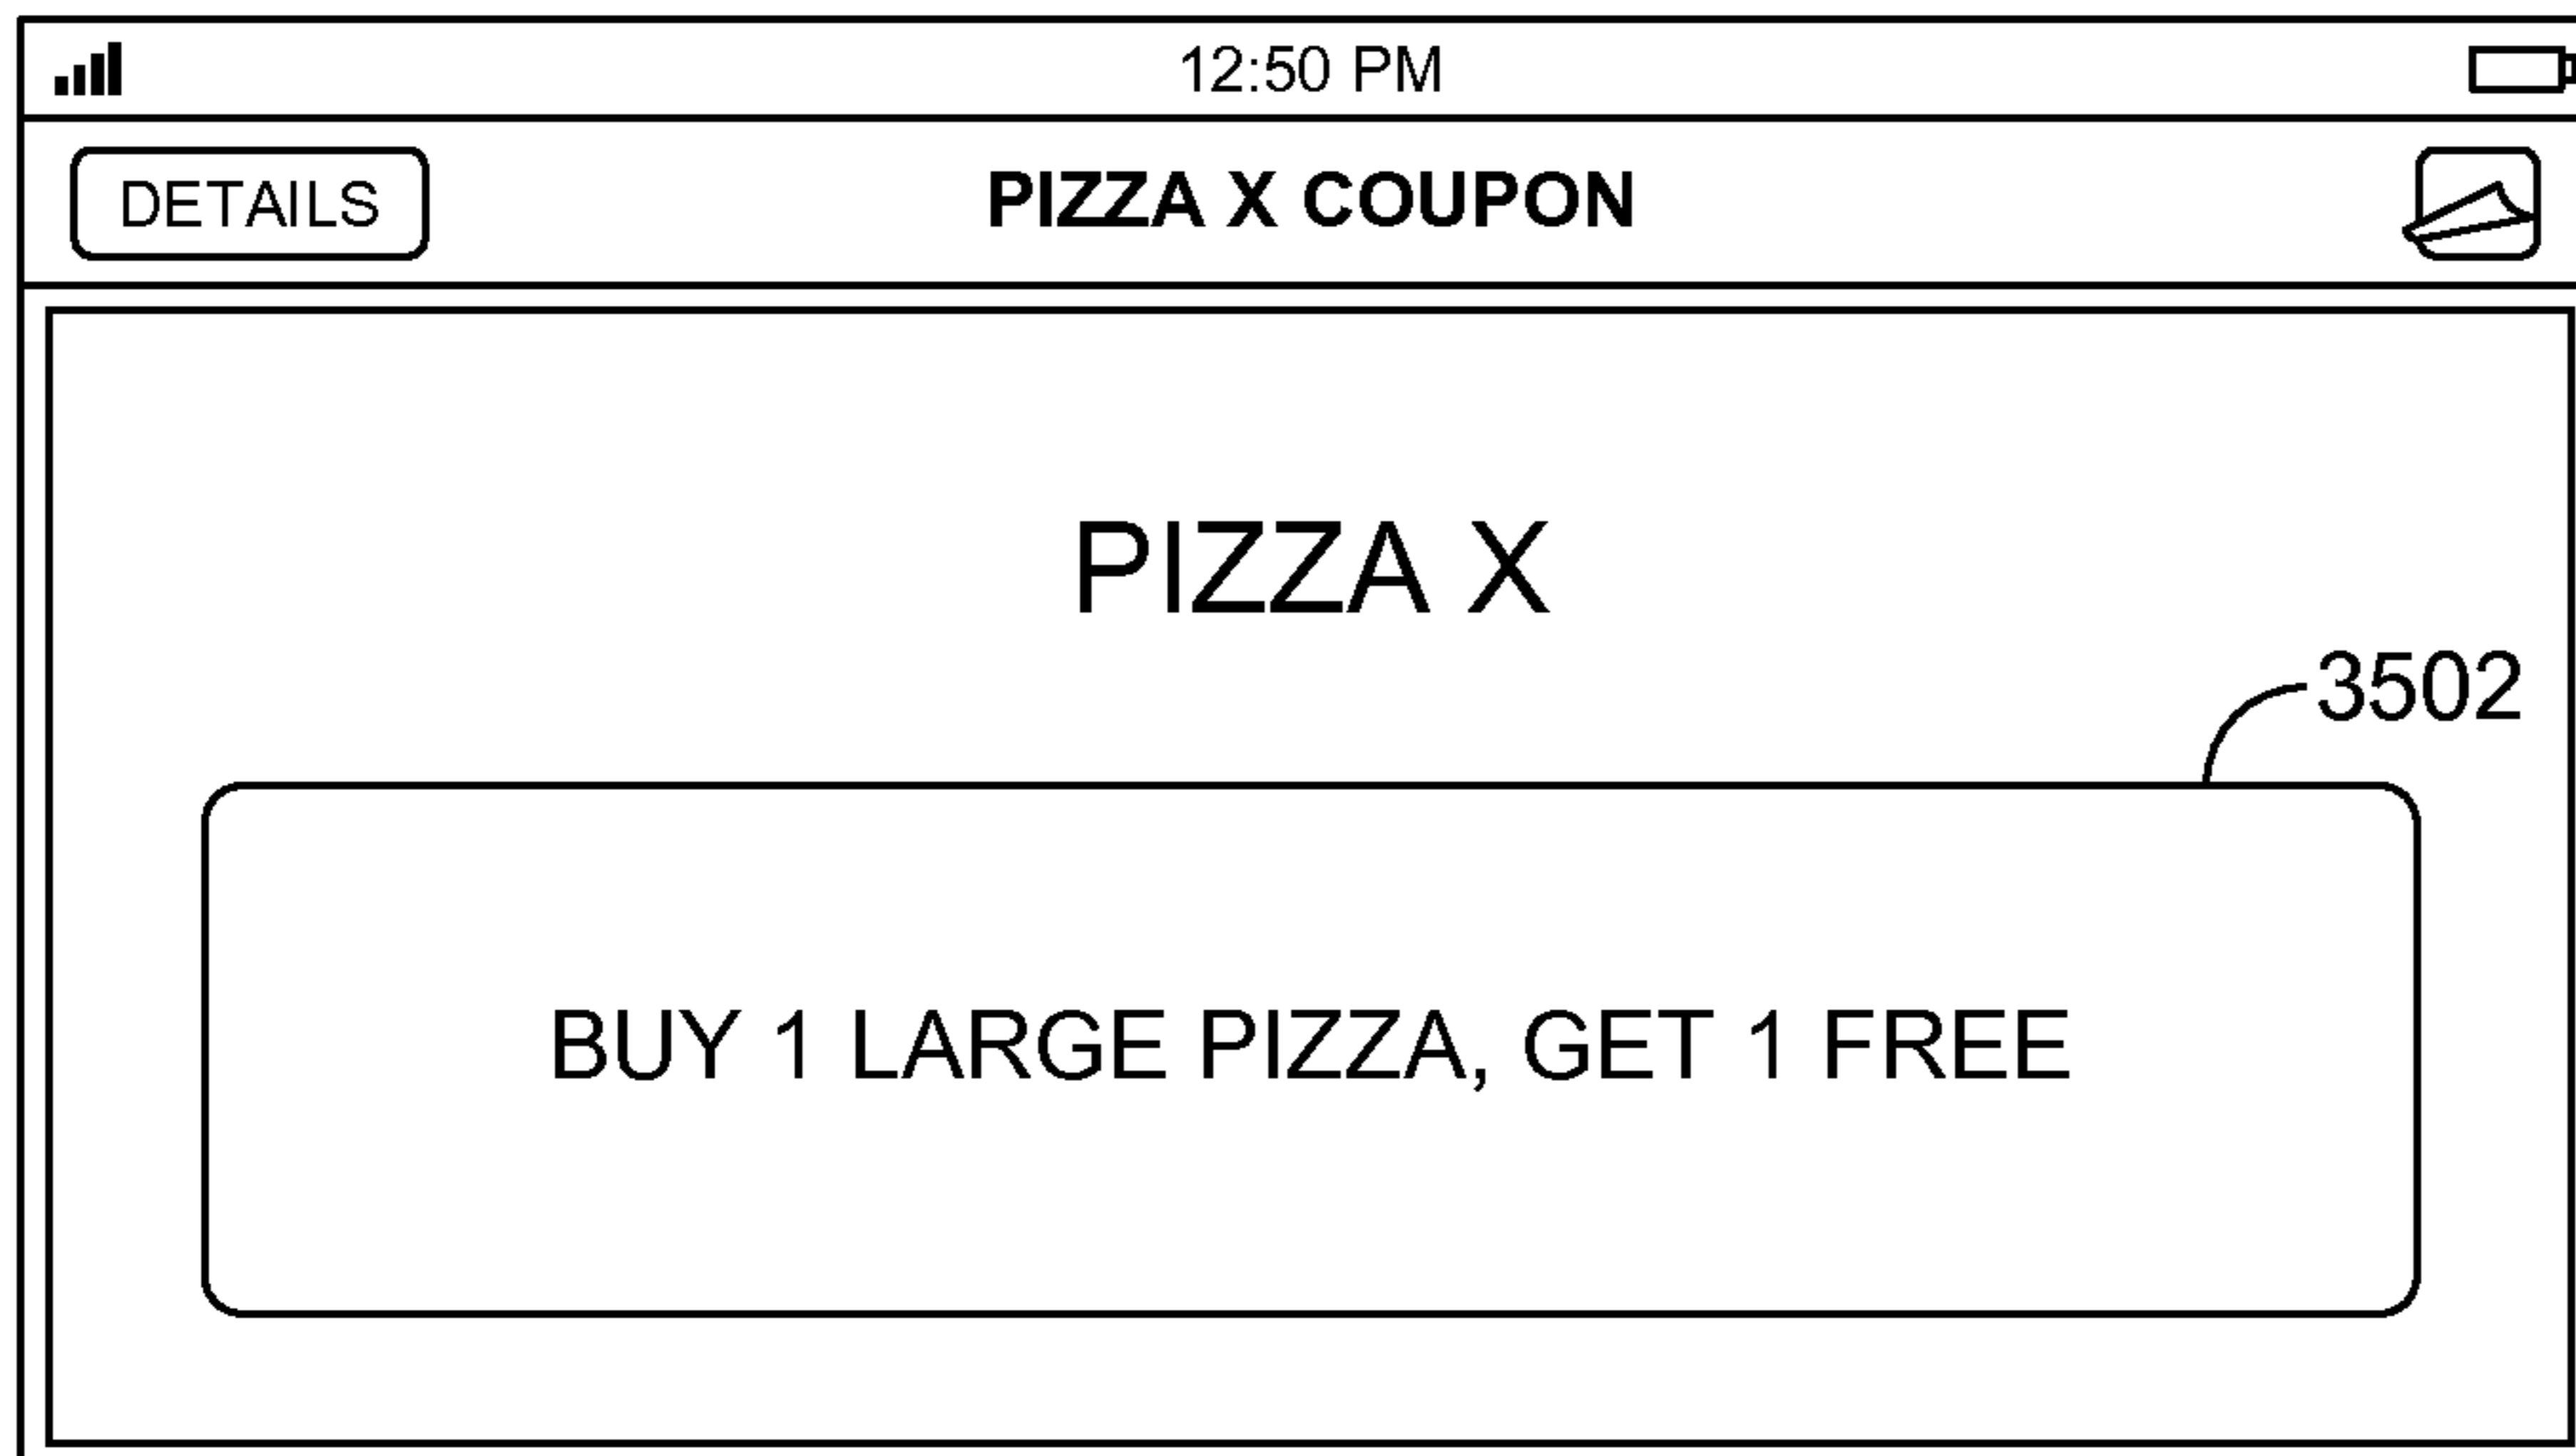 12:50 PM
DETAILS
PIZZA X COUPON
PIZZA X
3502
BUY 1 LARGE PIZZA, GET 1 FREE